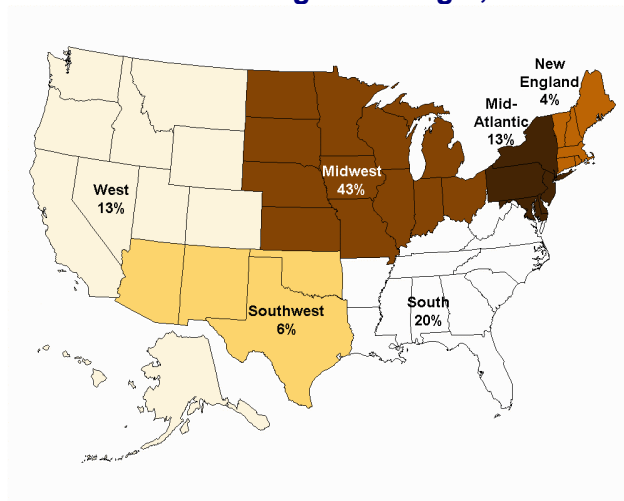 New
England
4%
Mid-
Atlantic
13%
Midwest
43%
West
13%
Southwest
6%
South
20%